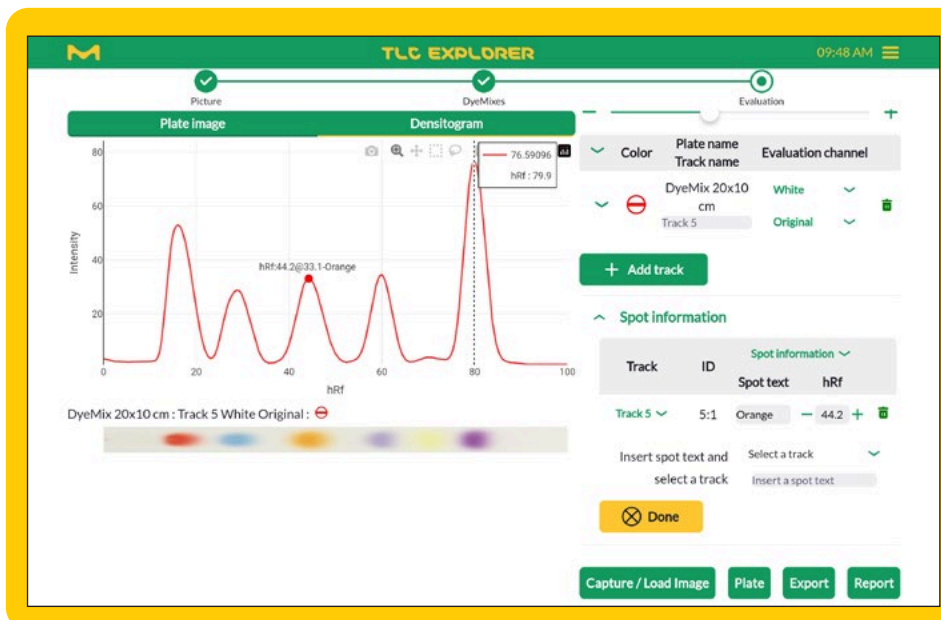 TLC EXPLORER
09:48 AM
Picture
DyeMixes
Evaluation
Plate image
Densitogram
80
60
40
20
0
Intensity
76.59096
hRf : 79.9
hRf:44.2@33.1-Orange
0 20 40 60 80 100
hRf
DyeMix 20x10 cm : Track 5 White Original :
Color
Plate name
Track name
Evaluation channel
DyeMix 20x10
cm
White
Track 5
Original
+ Add track
Spot information
Track
ID
Spot information
Spot text
hRf
Track 5
5:1
Orange
− 44.2 +
Insert spot text and
select a track
Select a track
Insert a spot text
Done
Capture / Load Image
Plate
Export
Report